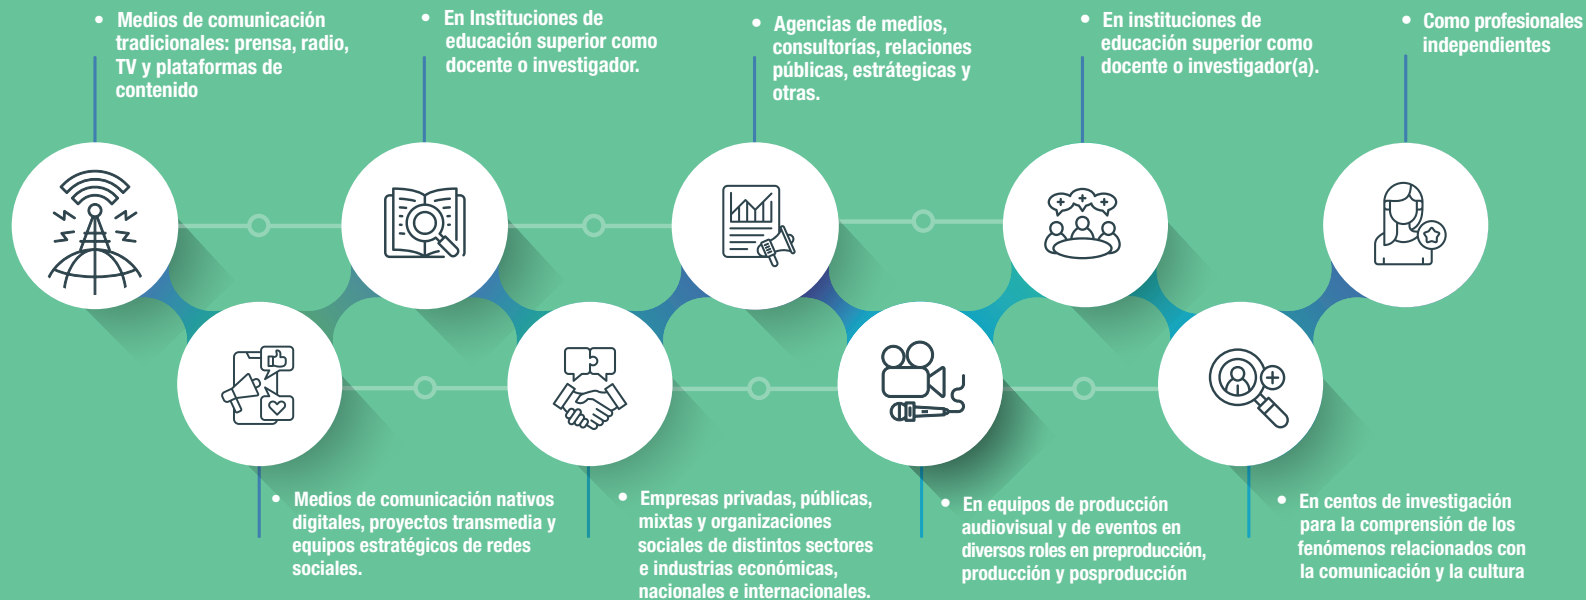 • Medios de comunicación
tradicionales: prensa, radio,
TV y plataformas de
contenido
• En Instituciones de
educación superior como
docente o investigador.
• Agencias de medios,
consultorías, relaciones
públicas, estrátegicas y
otras.
• En instituciones de
educación superior como
docente o investigador(a).
• Como profesionales
independientes
• Medios de comunicación nativos
digitales, proyectos transmedia y
equipos estratégicos de redes
sociales.
• Empresas privadas, públicas,
mixtas y organizaciones
sociales de distintos sectores
e industrias económicas,
nacionales e internacionales.
• En equipos de producción
audiovisual y de eventos en
diversos roles en preproducción,
producción y posproducción
• En centos de investigación
para la comprensión de los
fenómenos relacionados con
la comunicación y la cultura